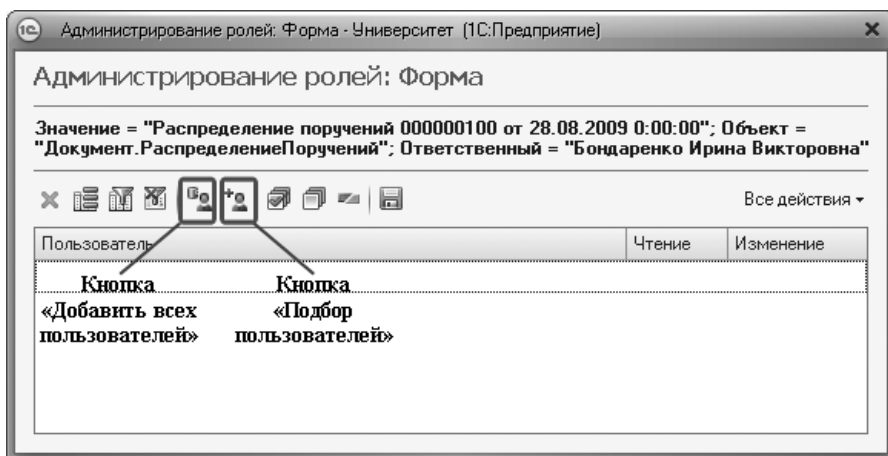 Администрирование ролей: Форма - Университет (1С:Предприятие)
Администрирование ролей: Форма
Значение = "Распределение поручений 000000100 от 28.08.2009 0:00:00"; Объект =
"Документ.РаспределениеПоручений"; Ответственный = "Бондаренко Ирина Викторовна"
Все действия
Пользователь Чтение Изменение
Кнопка Кнопка
«Добавить всех «Подбор
пользователей» пользователей»